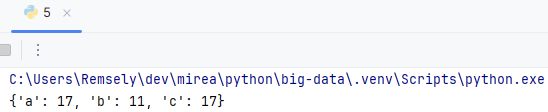 5
C:\Users\Remsely\dev\mirea\python\big-data\.venv\Scripts\python.exe
{'a': 17, 'b': 11, 'c': 17}